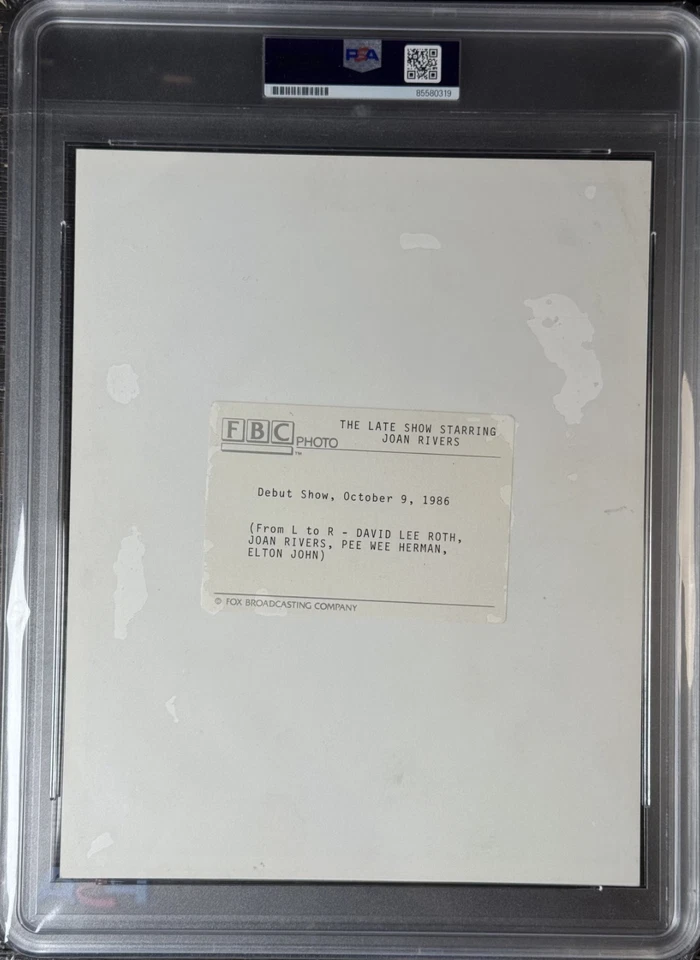 PSA
85580319
FBC PHOTO
™
THE LATE SHOW STARRING
JOAN RIVERS
Debut Show, October 9, 1986
(From L to R - DAVID LEE ROTH,
JOAN RIVERS, PEE WEE HERMAN,
ELTON JOHN)
© FOX BROADCASTING COMPANY